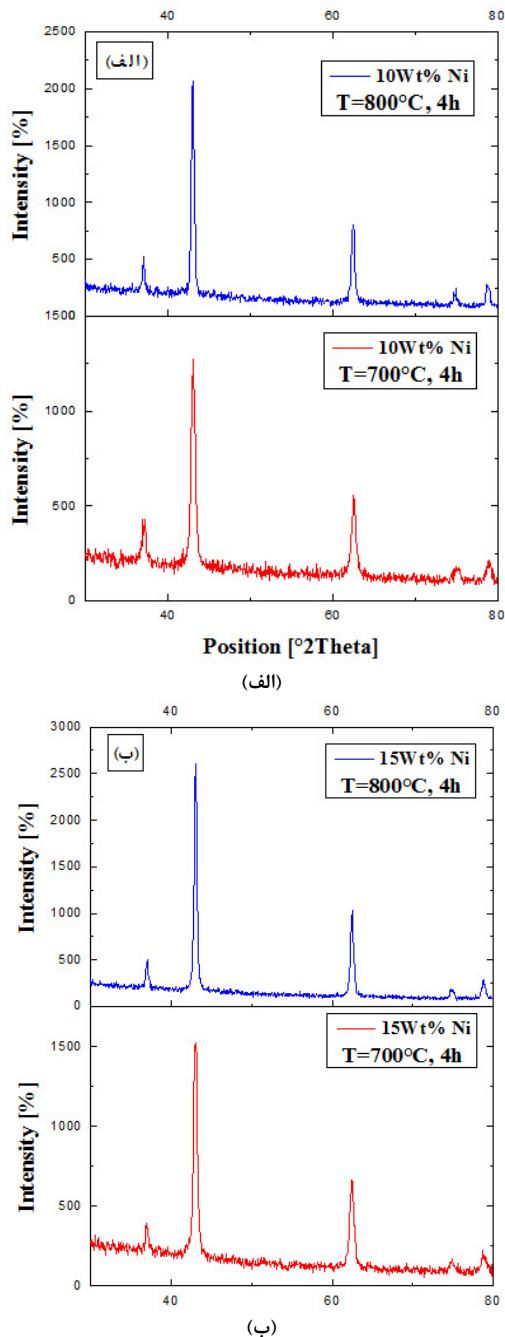 40 60 80
2500
2000
1500
1000
500
1500
1000
500
0
Intensity [%]
Intensity [%]
(الف)
10Wt% Ni
T=800°C, 4h
10Wt% Ni
T=700°C, 4h
40 60 80
Position [°2Theta]
(الف)
40 60 80
3000
2500
2000
1500
1000
500
0
1500
1000
500
0
Intensity [%]
Intensity [%]
(ب)
15Wt% Ni
T=800°C, 4h
15Wt% Ni
T=700°C, 4h
40 60 80
(ب)